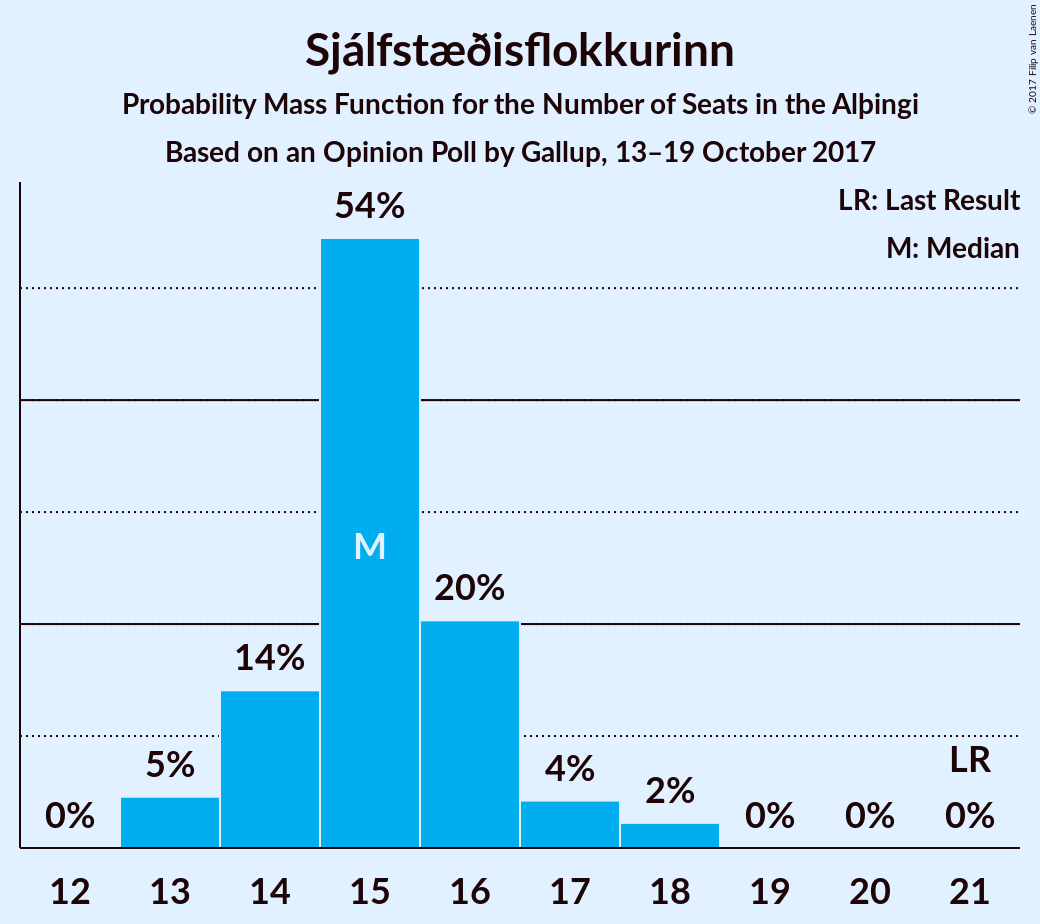 Sjálfstæðisflokkurinn
Probability Mass Function for the Number of Seats in the Alþingi
Based on an Opinion Poll by Gallup, 13–19 October 2017
© 2017 Filip van Laenen
LR: Last Result
M: Median
54%
M
20%
14%
5%
4%
2%
LR
0%
0%
0%
0%
12 13 14 15 16 17 18 19 20 21